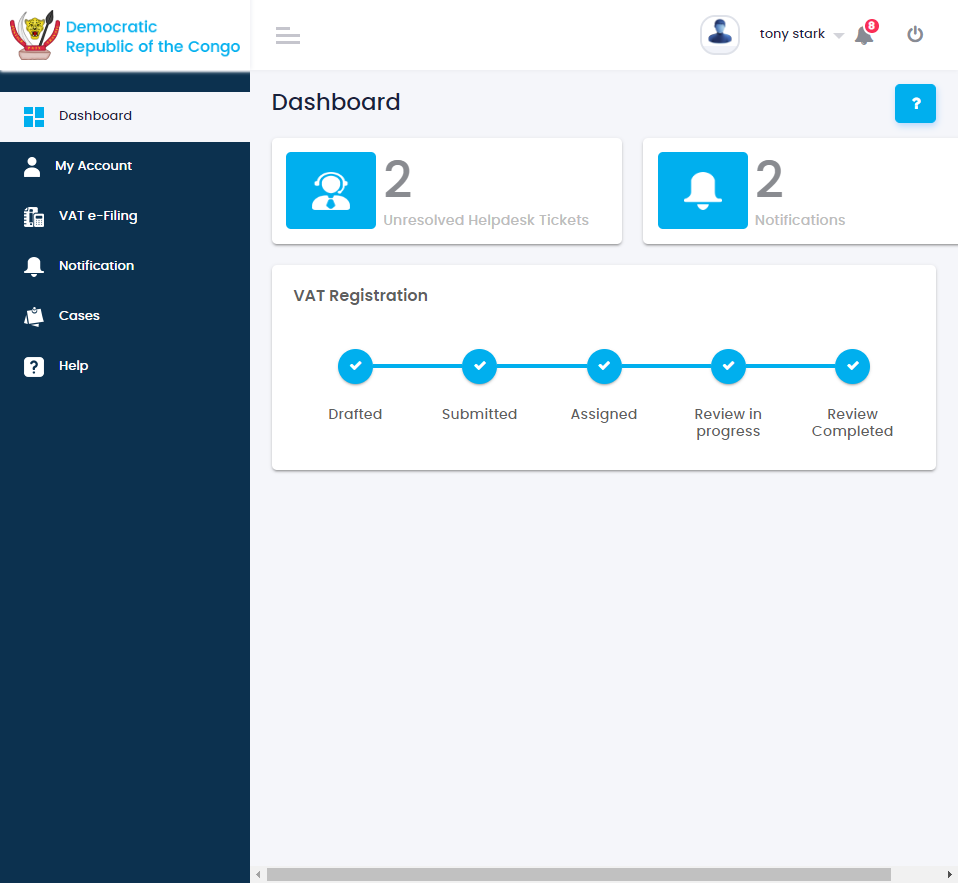 Democratic
Republic of the Congo
tony stark
8
Dashboard
My Account
VAT e-Filing
Notification
Cases
? Help
Dashboard
?
2
Unresolved Helpdesk Tickets
2
Notifications
VAT Registration
Drafted
Submitted
Assigned
Review in
progress
Review
Completed